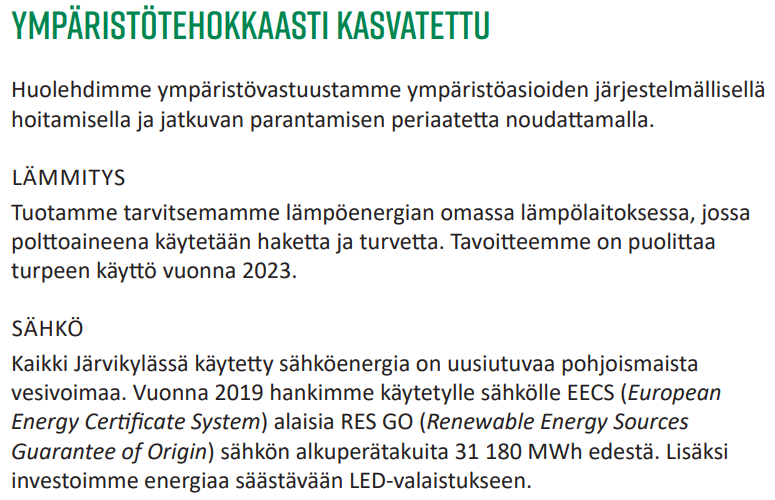 YMPÄRISTÖTEHOKKAASTI KASVATETTU
Huolehdimme ympäristövastuustamme ympäristöasioiden järjestelmällisellä
hoitamisella ja jatkuvan parantamisen periaatetta noudattamalla.
LÄMMITYS
Tuotamme tarvitsemamme lämpöenergian omassa lämpölaitoksessa, jossa
polttoaineena käytetään haketta ja turvetta. Tavoitteemme on puolittaa
turpeen käyttö vuonna 2023.
SÄHKÖ
Kaikki Järvikylässä käytetty sähköenergia on uusiutuvaa pohjoismaista
vesivoimaa. Vuonna 2019 hankimme käytetylle sähkölle EECS (European
Energy Certificate System) alaisia RES GO (Renewable Energy Sources
Guarantee of Origin) sähkön alkuperätakuita 31 180 MWh edestä. Lisäksi
investoimme energiaa säästävään LED-valaistukseen.